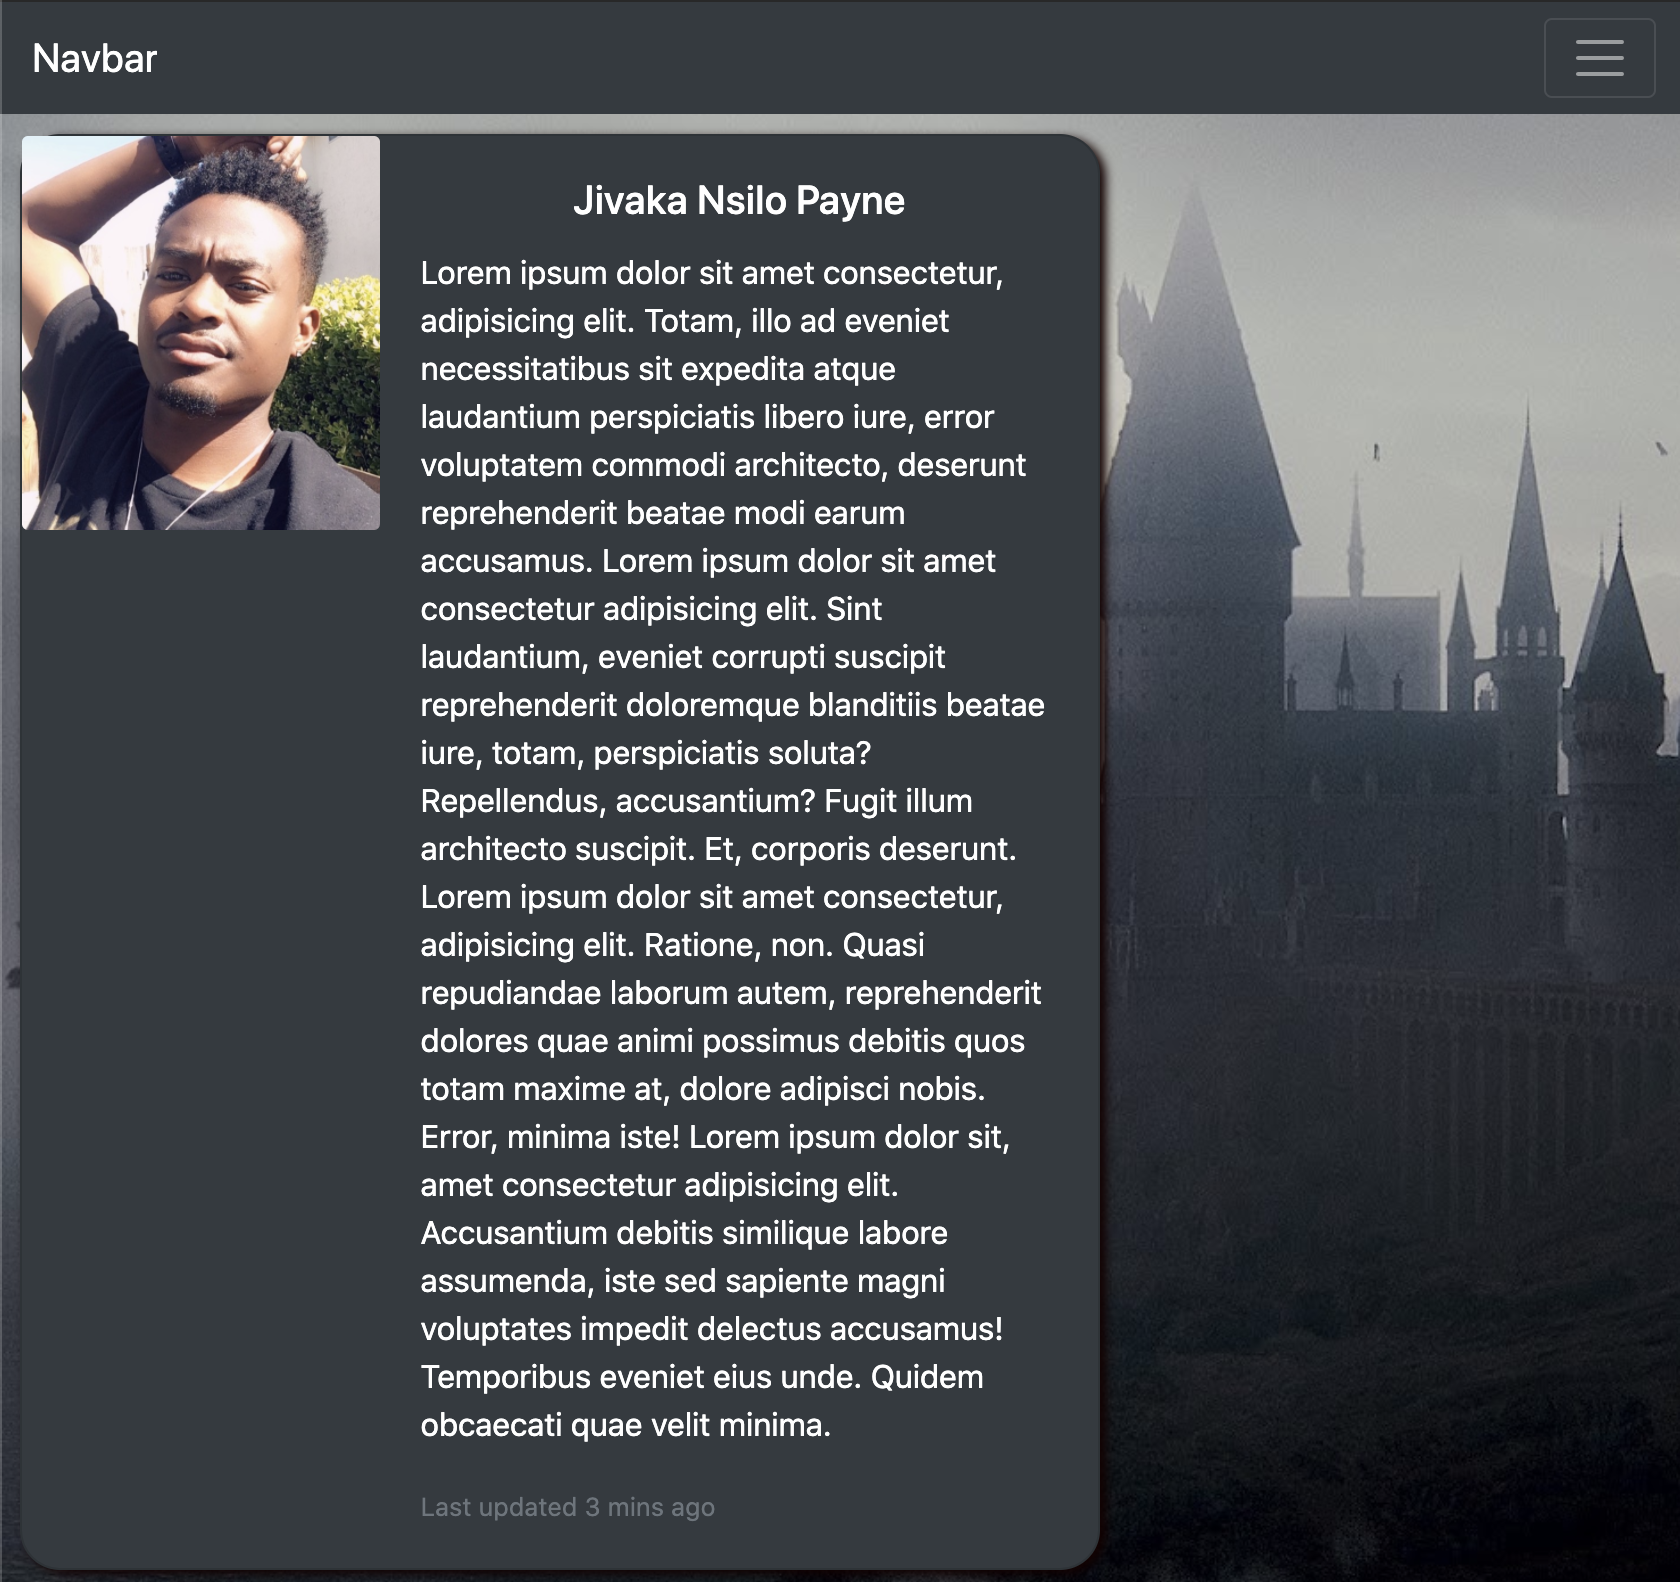 Navbar
Jivaka Nsilo Payne
Lorem ipsum dolor sit amet consectetur,
adipisicing elit. Totam, illo ad eveniet
necessitatibus sit expedita atque
laudantium perspiciatis libero iure, error
voluptatem commodi architecto, deserunt
reprehenderit beatae modi earum
accusamus. Lorem ipsum dolor sit amet
consectetur adipisicing elit. Sint
laudantium, eveniet corrupti suscipit
reprehenderit doloremque blanditiis beatae
iure, totam, perspiciatis soluta?
Repellendus, accusantium? Fugit illum
architecto suscipit. Et, corporis deserunt.
Lorem ipsum dolor sit amet consectetur,
adipisicing elit. Ratione, non. Quasi
repudiandae laborum autem, reprehenderit
dolores quae animi possimus debitis quos
totam maxime at, dolore adipisci nobis.
Error, minima iste! Lorem ipsum dolor sit,
amet consectetur adipisicing elit.
Accusantium debitis similique labore
assumenda, iste sed sapiente magni
voluptates impedit delectus accusamus!
Temporibus eveniet eius unde. Quidem
obcaecati quae velit minima.
Last updated 3 mins ago